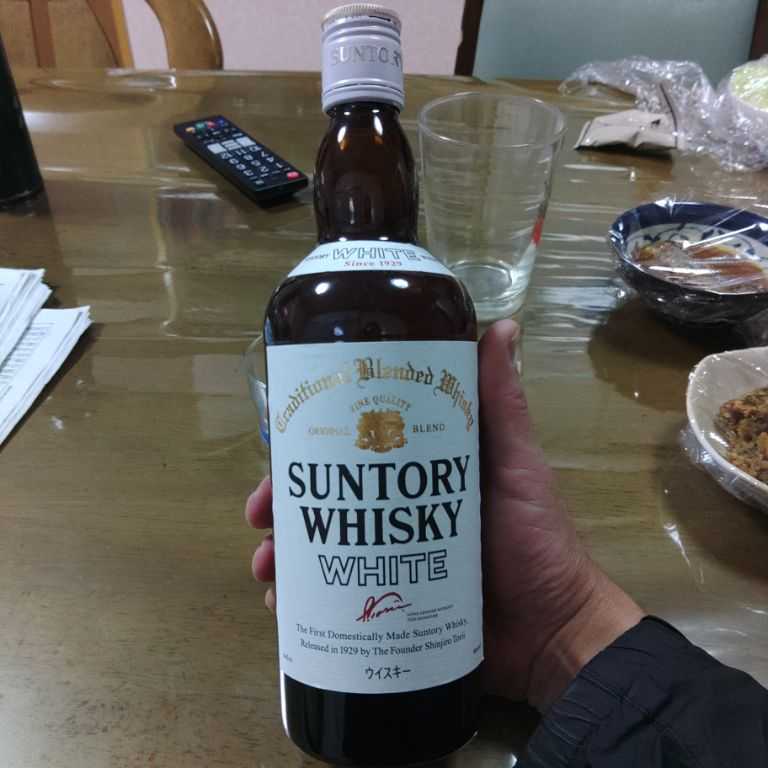 SUNTORY
WHITE
Since 1929
Traditional Blended Whisky
FINE QUALITY
ORIGINAL BLEND
SUNTORY
WHISKY
WHITE
The First Domestically Made Suntory Whisky.
Released in 1929 by The Founder Shinjiro Torii
ウイスキー